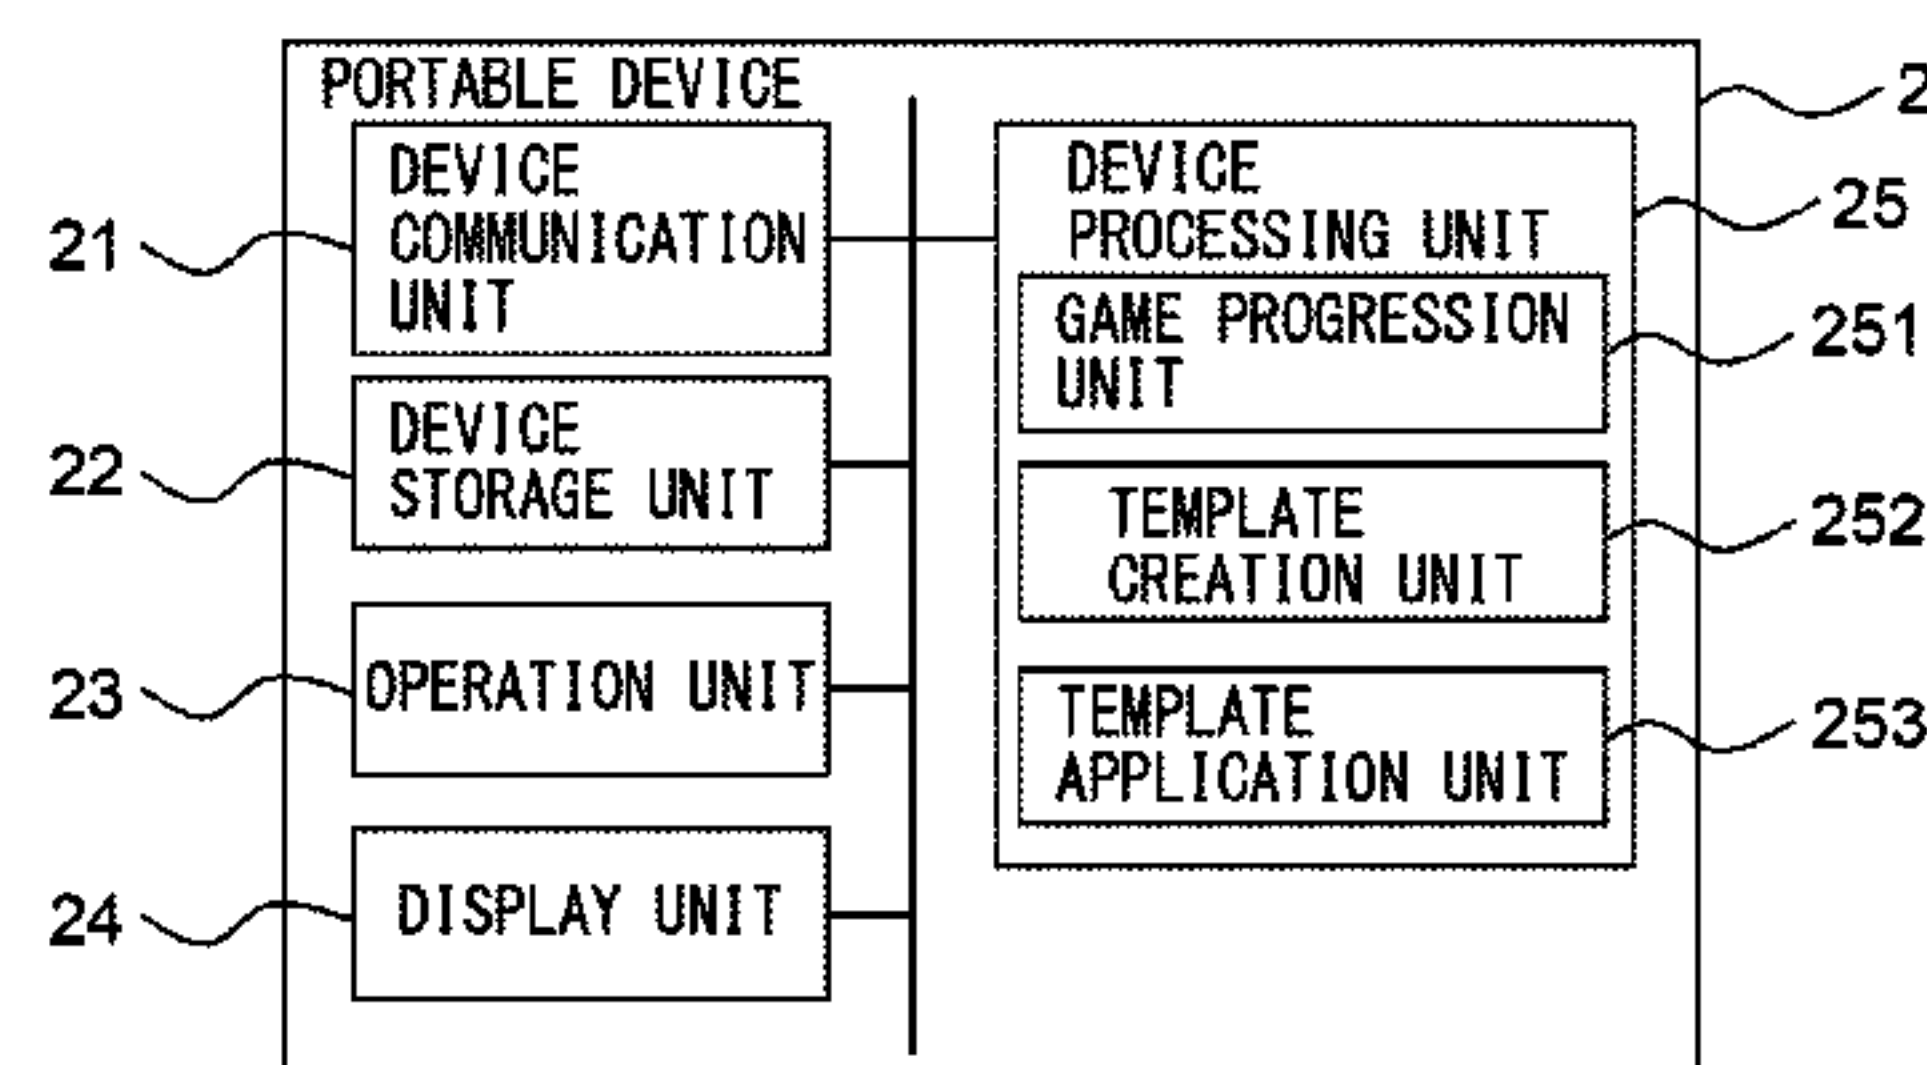 PORTABLE DEVICE
2
DEVICE
COMMUNICATION
UNIT
21
DEVICE
STORAGE UNIT
22
OPERATION UNIT
23
DISPLAY UNIT
24
DEVICE
PROCESSING UNIT
25
GAME PROGRESSION
UNIT
251
TEMPLATE
CREATION UNIT
252
TEMPLATE
APPLICATION UNIT
253